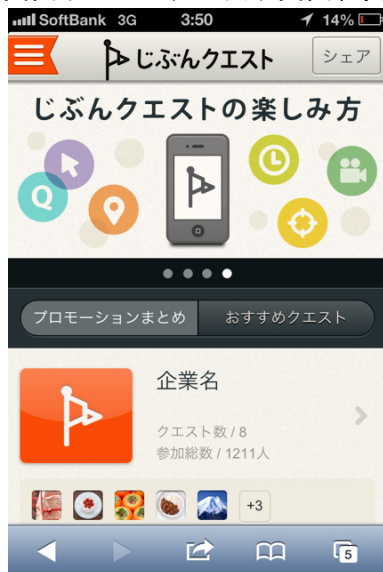 SoftBank 3G 3:50 14%
じぶんクエスト
シェア
じぶんクエストの楽しみ方
Q
プロモーションまとめ
おすすめクエスト
企業名
クエスト数 / 8
参加総数 / 1211人
+3
5